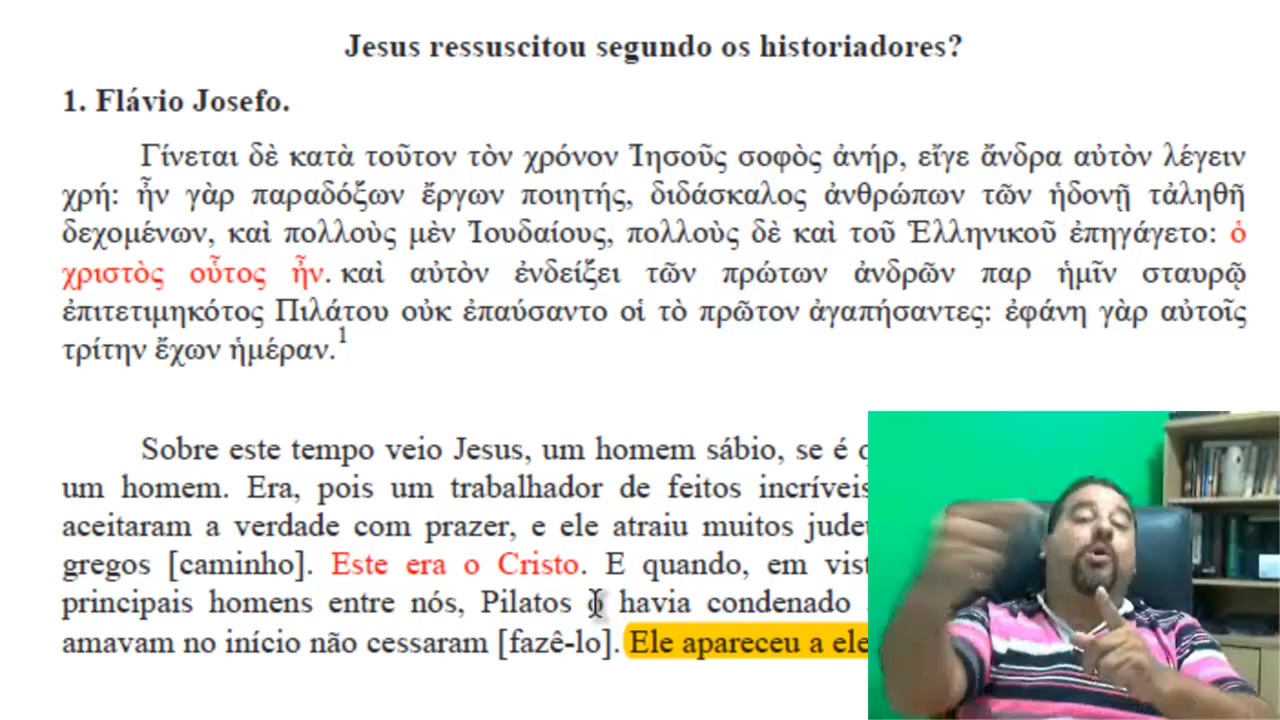 Jesus ressuscitou segundo os historiadores?
1. Flávio Josefo.
Γίνεται δὲ κατὰ τοῦτον τὸν χρόνον Ἰησοῦς σοφὸς ἀνήρ, εἴγε ἄνδρα αὐτὸν λέγειν
χρή: ἦν γὰρ παραδόξων ἔργων ποιητής, διδάσκαλος ἀνθρώπων τῶν ἡδονῇ τἀληθῆ
δεχομένων, καὶ πολλοὺς μὲν Ἰουδαίους, πολλοὺς δὲ καὶ τοῦ Ἑλληνικοῦ ἐπηγάγετο: ὁ
χριστὸς οὗτος ἦν. καὶ αὐτὸν ἐνδείξει τῶν πρώτων ἀνδρῶν παρ ἡμῖν σταυρῷ
ἐπιτετιμηκότος Πιλάτου οὐκ ἐπαύσαντο οἱ τὸ πρῶτον ἀγαπήσαντες: ἐφάνη γὰρ αὐτοῖς
τρίτην ἔχων ἡμέραν.1
Sobre este tempo veio Jesus, um homem sábio, se é
um homem. Era, pois um trabalhador de feitos incríveis
aceitaram a verdade com prazer, e ele atraiu muitos
gregos [caminho]. Este era o Cristo. E quando, em
principais homens entre nós, Pilatos o havia condenado
amavam no início não cessaram [fazê-lo]. Ele apareceu a